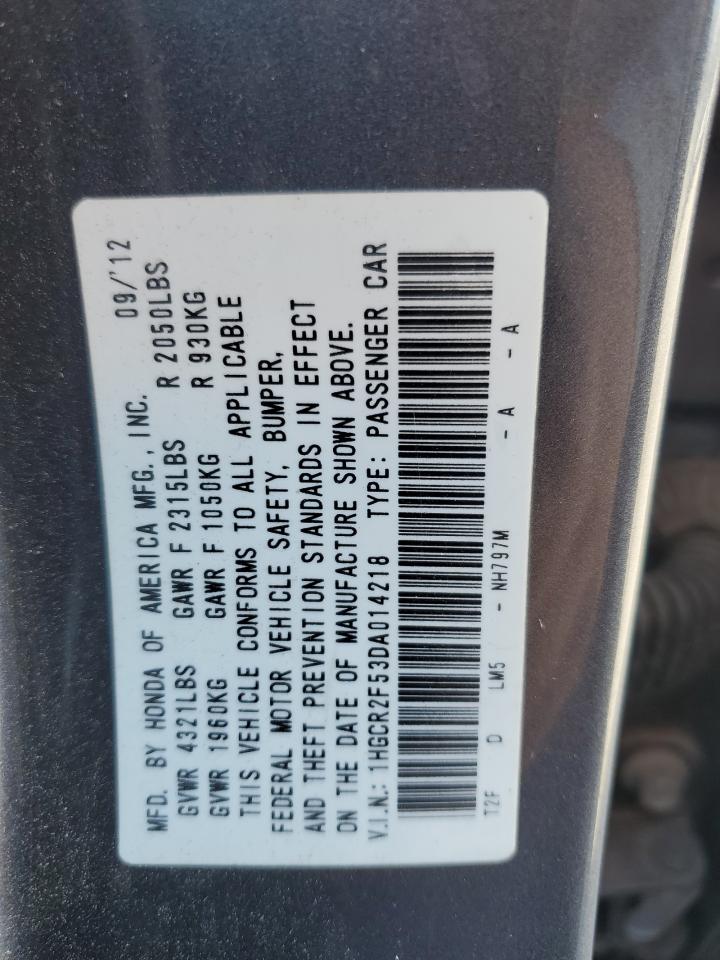 MFD. BY HONDA OF AMERICA MFG., INC. 09/'12
GVWR 4321LBS GAWR F 2315LBS R 2050LBS
GVWR 1960KG GAWR F 1050KG R 930KG
THIS VEHICLE CONFORMS TO ALL APPLICABLE
FEDERAL MOTOR VEHICLE SAFETY, BUMPER,
AND THEFT PREVENTION STANDARDS IN EFFECT
ON THE DATE OF MANUFACTURE SHOWN ABOVE.
V.I.N.: 1HGCR2F53DA014218 TYPE: PASSENGER CAR
T2F D LM5 - NH797M - A - A